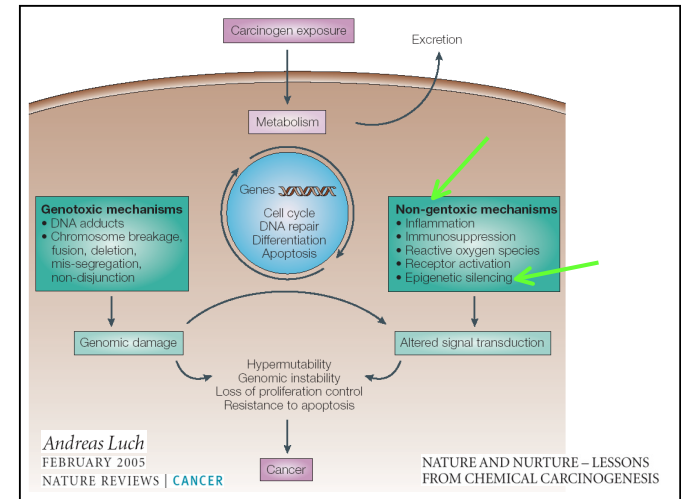 Carcinogen exposure
Excretion
Metabolism
Genes
Cell cycle
DNA repair
Differentiation
Apoptosis
Genotoxic mechanisms
• DNA adducts
• Chromosome breakage,
fusion, deletion,
mis-segregation,
non-disjunction
Non-gentoxic mechanisms
• Inflammation
• Immunosuppression
• Reactive oxygen species
• Receptor activation
• Epigenetic silencing
Genomic damage
Altered signal transduction
Hypermutability
Genomic instability
Loss of proliferation control
Resistance to apoptosis
Cancer
Andreas Luch
FEBRUARY 2005
NATURE REVIEWS | CANCER
NATURE AND NURTURE – LESSONS
FROM CHEMICAL CARCINOGENESIS